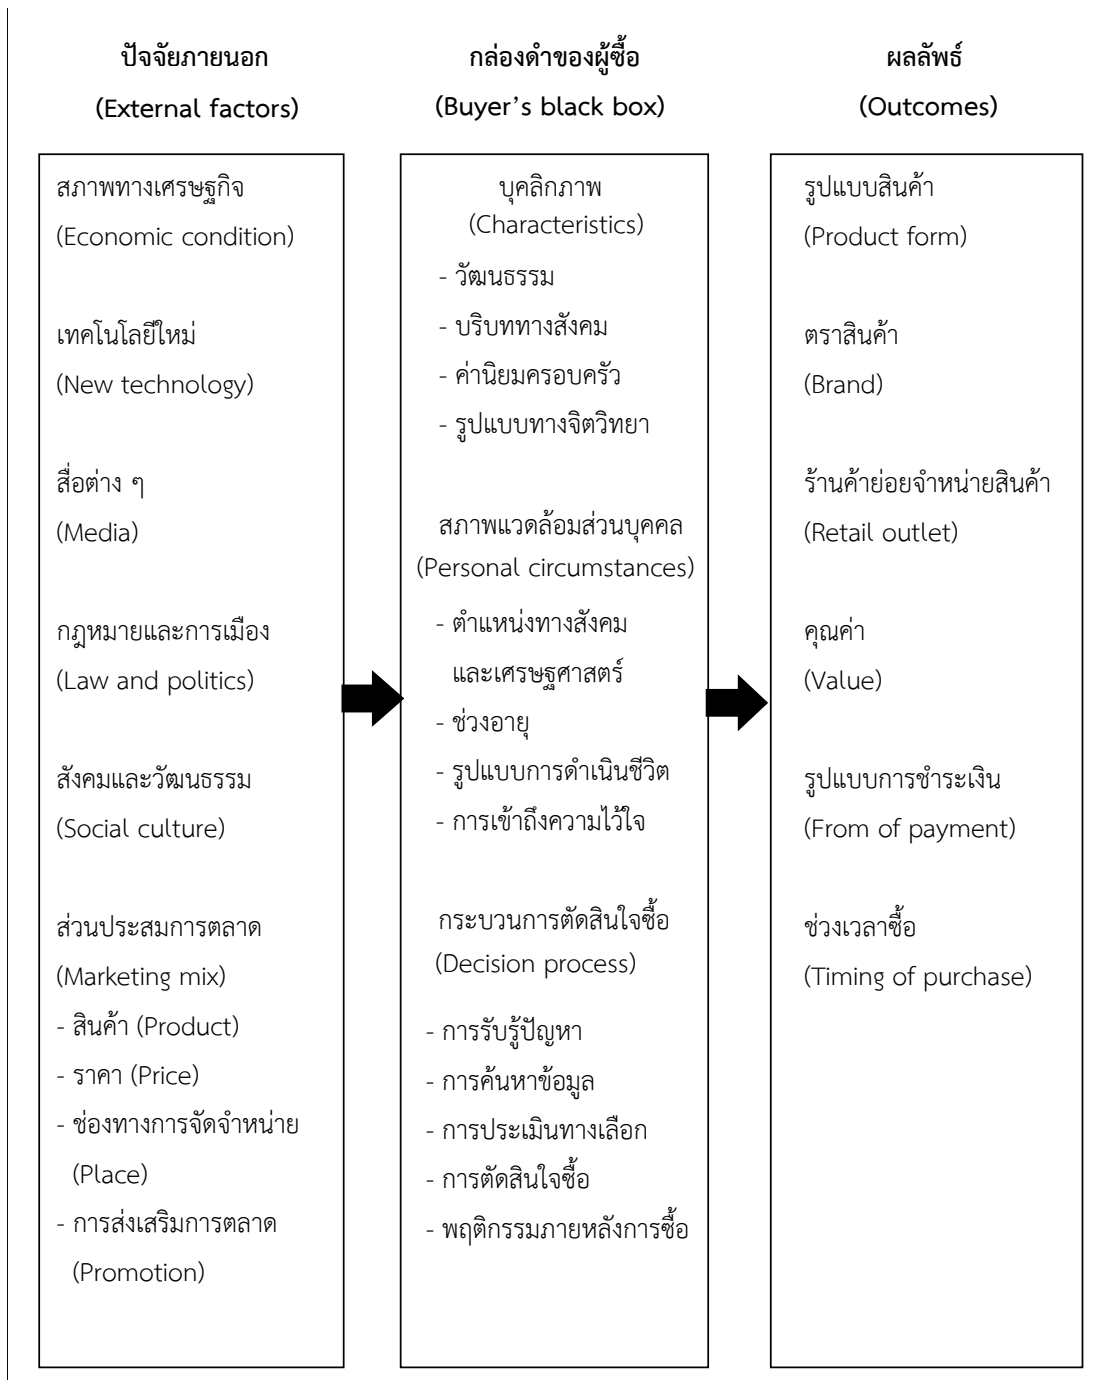 ปัจจัยภายนอก
(External factors)
สภาพทางเศรษฐกิจ
(Economic condition)
เทคโนโลยีใหม่
(New technology)
สื่อต่าง ๆ
(Media)
กฎหมายและการเมือง
(Law and politics)
สังคมและวัฒนธรรม
(Social culture)
ส่วนประสมการตลาด
(Marketing mix)
- สินค้า (Product)
- ราคา (Price)
- ช่องทางการจัดจำหน่าย
(Place)
- การส่งเสริมการตลาด
(Promotion)
กล่องดำของผู้ซื้อ
(Buyer’s black box)
บุคลิกภาพ
(Characteristics)
- วัฒนธรรม
- บริบททางสังคม
- ค่านิยมครอบครัว
- รูปแบบทางจิตวิทยา
สภาพแวดล้อมส่วนบุคคล
(Personal circumstances)
- ตำแหน่งทางสังคม
และเศรษฐศาสตร์
- ช่วงอายุ
- รูปแบบการดำเนินชีวิต
- การเข้าถึงความไว้ใจ
กระบวนการตัดสินใจซื้อ
(Decision process)
- การรับรู้ปัญหา
- การค้นหาข้อมูล
- การประเมินทางเลือก
- การตัดสินใจซื้อ
- พฤติกรรมภายหลังการซื้อ
ผลลัพธ์
(Outcomes)
รูปแบบสินค้า
(Product form)
ตราสินค้า
(Brand)
ร้านค้าย่อยจำหน่ายสินค้า
(Retail outlet)
คุณค่า
(Value)
รูปแบบการชำระเงิน
(From of payment)
ช่วงเวลาซื้อ
(Timing of purchase)